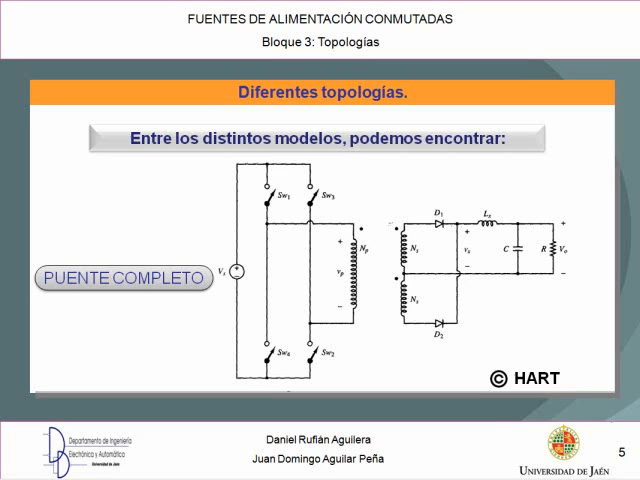 FUENTES DE ALIMENTACIÓN CONMUTADAS
Bloque 3: Topologías
Diferentes topologías.
Entre los distintos modelos, podemos encontrar:
Sw1 Sw3
D1 Ls
+ Np Ns + C R Vo +
PUENTE COMPLETO
Vs + vp vx
− Ns − −
Sw4 Sw2
D2
© HART
Departamento de Ingeniería
Electrónica y Automática
Universidad de Jaén
Daniel Rufián Aguilera
Juan Domingo Aguilar Peña
UNIVERSIDAD DE JAÉN
5